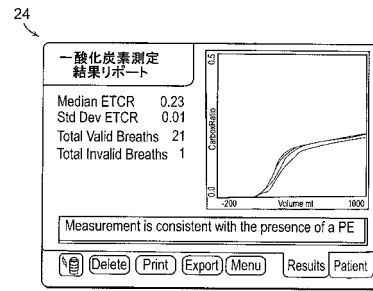 24
一酸化炭素測定
結果リポート
Median ETCR 0.23
Std Dev ETCR 0.01
Total Valid Breaths 21
Total Invalid Breaths 1
0.5
CarboxRatio
0.0
-200 Volume ml 1000
Measurement is consistent with the presence of a PE
Delete Print Export Menu Results Patient